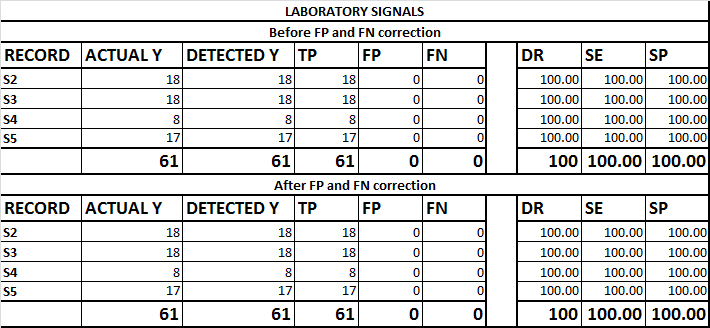 LABORATORY SIGNALS
Before FP and FN correction
RECORD ACTUAL Y DETECTED Y TP FP FN DR SE SP
S2 18 18 18 0 0 100.00 100.00 100.00
S3 18 18 18 0 0 100.00 100.00 100.00
S4 8 8 8 0 0 100.00 100.00 100.00
S5 17 17 17 0 0 100.00 100.00 100.00
61 61 61 0 0 100 100.00 100.00
After FP and FN correction
RECORD ACTUAL Y DETECTED Y TP FP FN DR SE SP
S2 18 18 18 0 0 100.00 100.00 100.00
S3 18 18 18 0 0 100.00 100.00 100.00
S4 8 8 8 0 0 100.00 100.00 100.00
S5 17 17 17 0 0 100.00 100.00 100.00
61 61 61 0 0 100 100.00 100.00